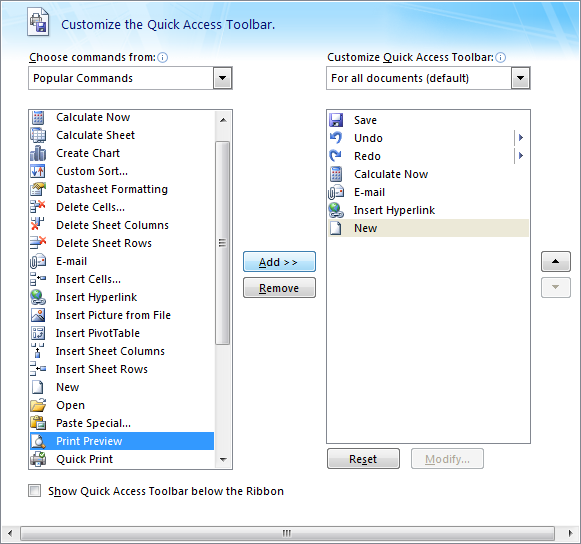 Customize the Quick Access Toolbar.
Choose commands from:
Popular Commands
Calculate Now
Calculate Sheet
Create Chart
Custom Sort...
Datasheet Formatting
Delete Cells...
Delete Sheet Columns
Delete Sheet Rows
E-mail
Insert Cells...
Insert Hyperlink
Insert Picture from File
Insert PivotTable
Insert Sheet Columns
Insert Sheet Rows
New
Open
Paste Special...
Print Preview
Quick Print
Add >>
Remove
Customize Quick Access Toolbar:
For all documents (default)
Save
Undo
Redo
Calculate Now
E-mail
Insert Hyperlink
New
Reset
Modify...
Show Quick Access Toolbar below the Ribbon